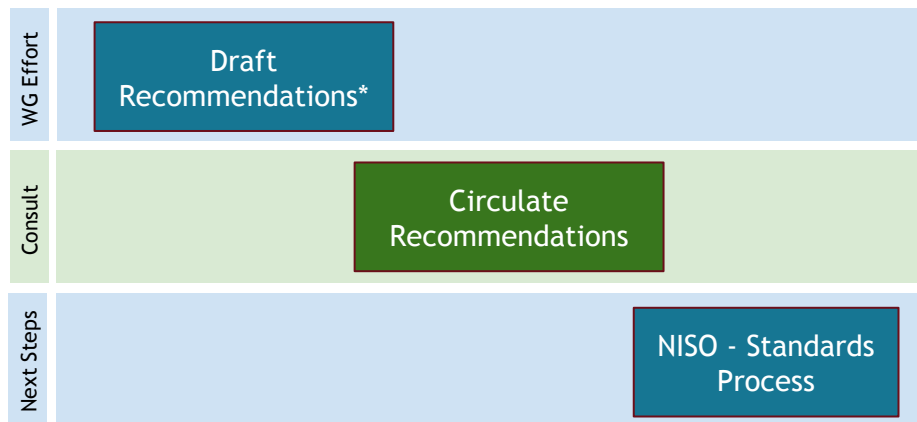 WG Effort
Draft
Recommendations*
Consult
Circulate
Recommendations
Next Steps
NISO - Standards
Process